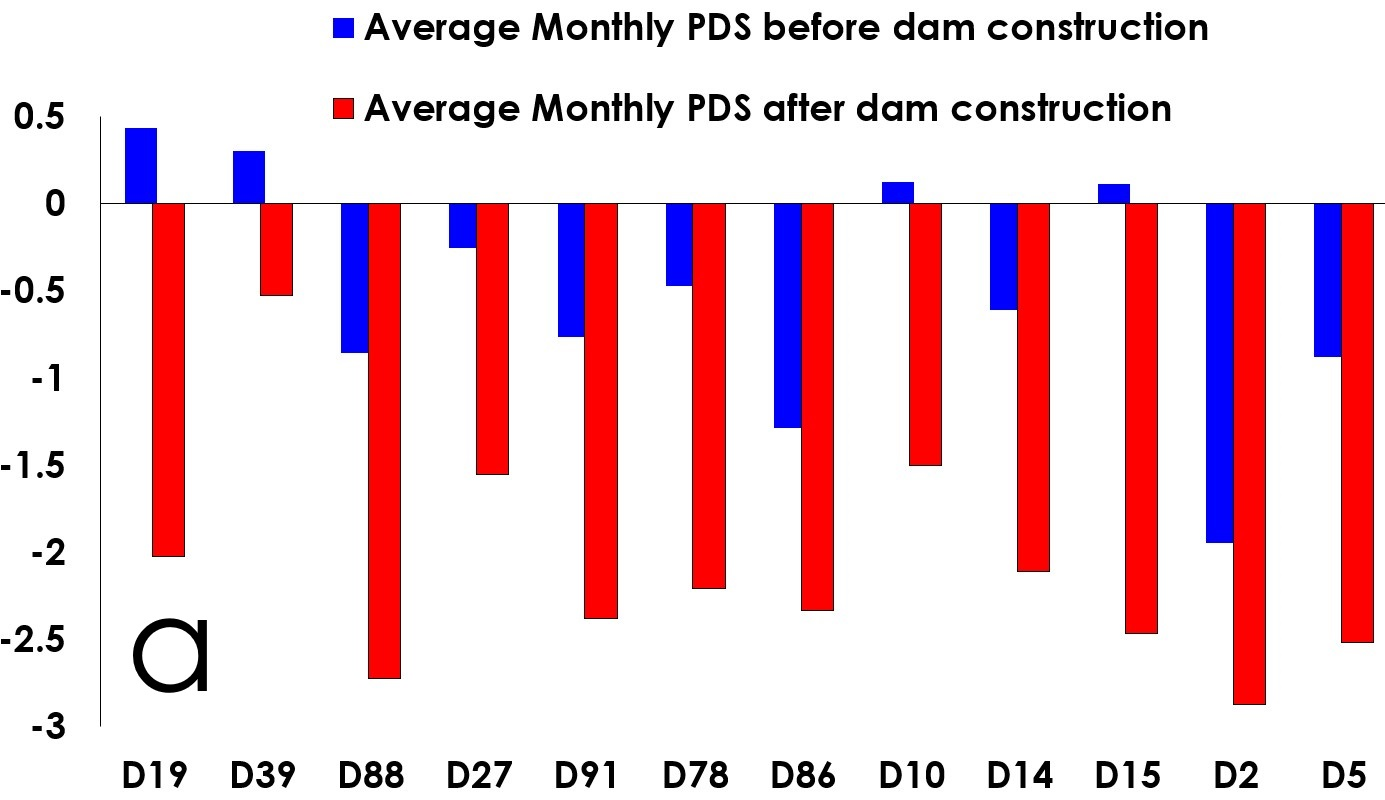 Average Monthly PDS before dam construction
Average Monthly PDS after dam construction
0.5
0
-0.5
-1
-1.5
-2
-2.5
-3
a
D19 D39 D88 D27 D91 D78 D86 D10 D14 D15 D2 D5